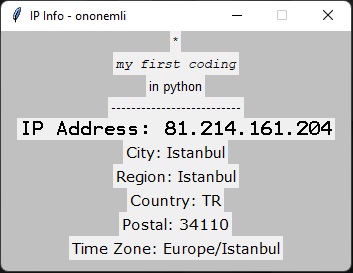 IP Info - ononemli
*
my first coding
in python
--------------------------
IP Address: 81.214.161.204
City: Istanbul
Region: Istanbul
Country: TR
Postal: 34110
Time Zone: Europe/Istanbul